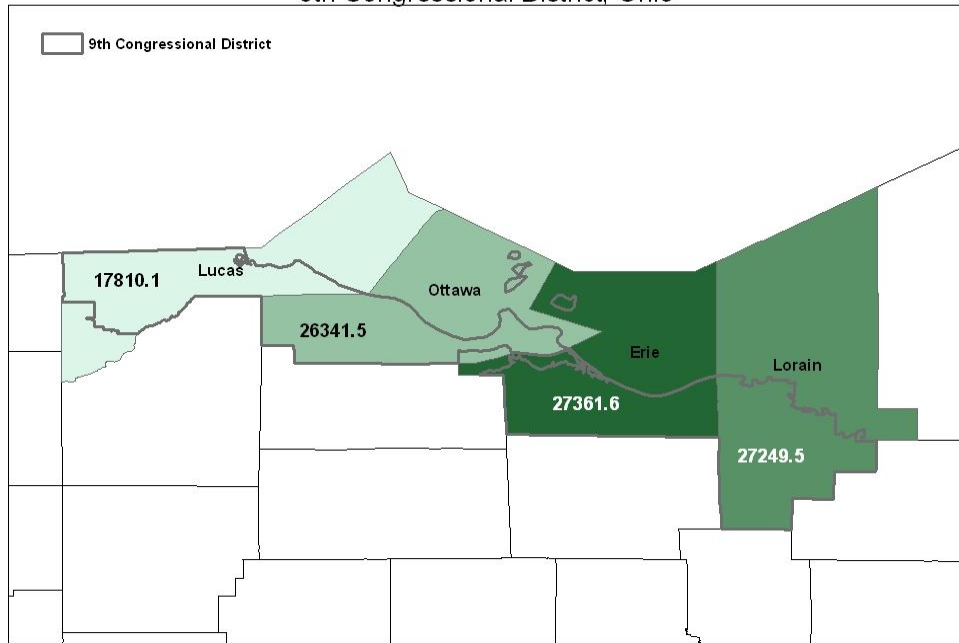 9th Congressional District, Ohio
9th Congressional District
Lucas
17810.1
Ottawa
26341.5
Erie
27361.6
Lorain
27249.5